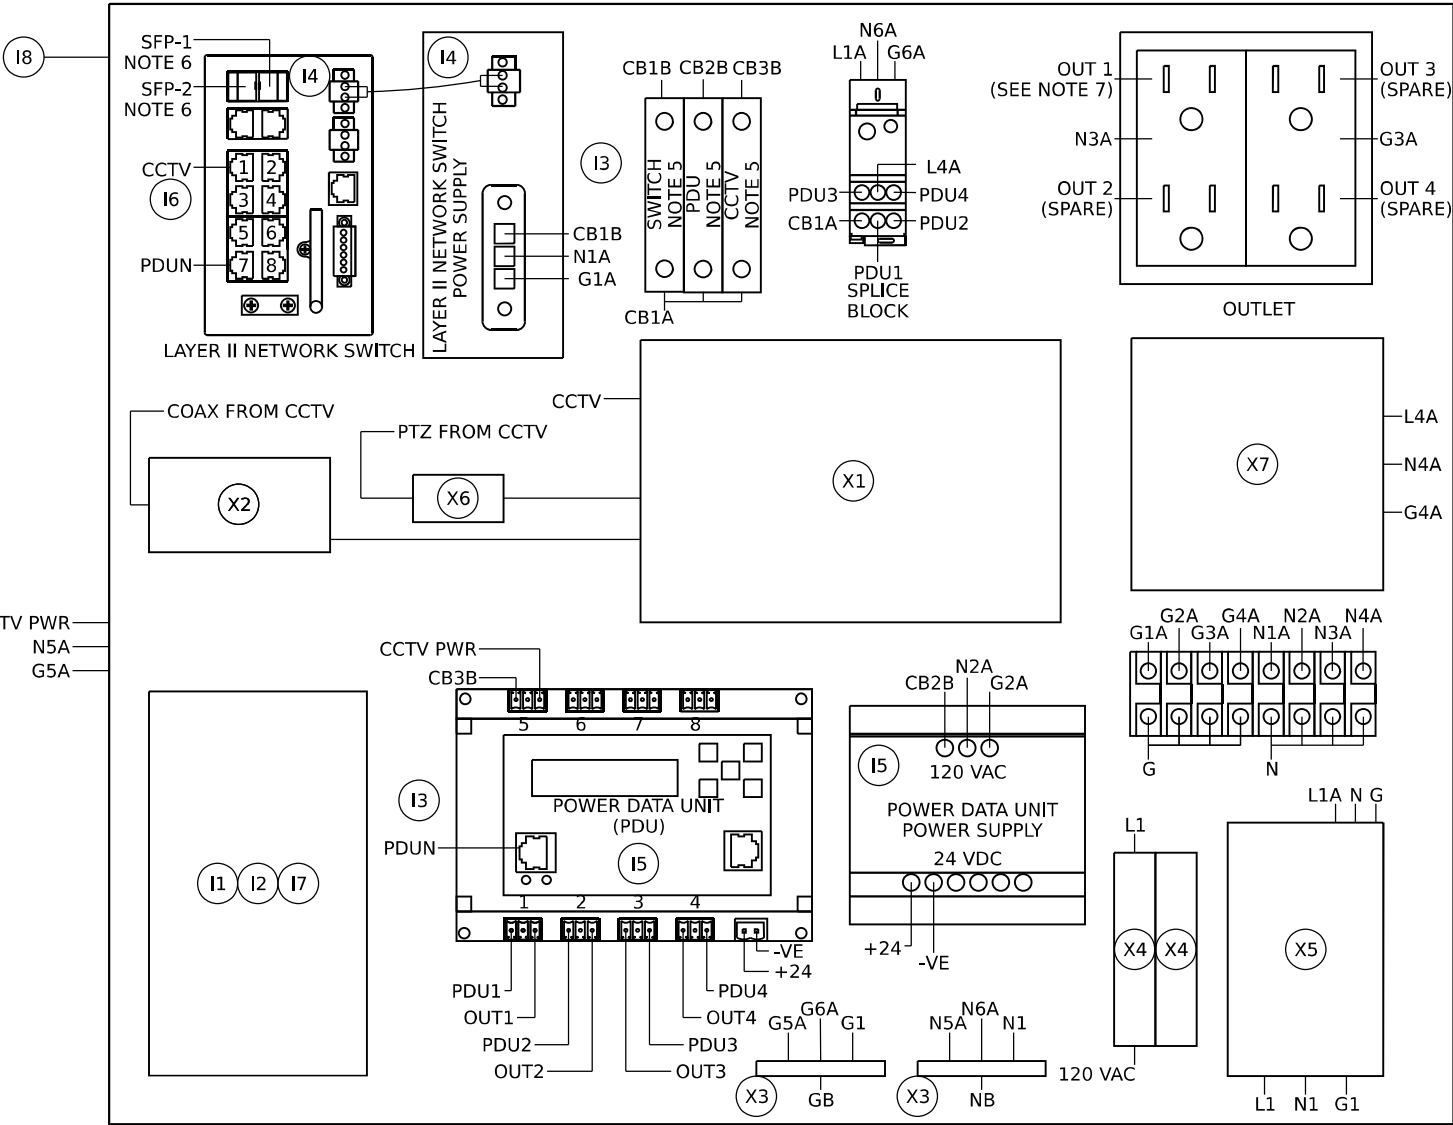 I8
SFP-1
NOTE 6
SFP-2
NOTE 6
I4
CCTV
I6
PDUN
1 2
3 4
5 6
7 8
LAYER II NETWORK SWITCH
I4
LAYER II NETWORK SWITCH
POWER SUPPLY
CB1B
N1A
G1A
I3
CB1B CB2B CB3B
SWITCH
NOTE 5
PDU
NOTE 5
CCTV
NOTE 5
CB1A
N6A
L1A G6A
L4A
PDU3 PDU4
CB1A PDU2
PDU1
SPLICE
BLOCK
OUT 1
(SEE NOTE 7)
N3A
OUT 2
(SPARE)
OUT 3
(SPARE)
G3A
OUT 4
(SPARE)
OUTLET
COAX FROM CCTV
X2
PTZ FROM CCTV
X6
CCTV
X1
X7
L4A
N4A
G4A
TV PWR
N5A
G5A
I1 I2 I7
CCTV PWR
CB3B
5 6 7 8
I3
POWER DATA UNIT
(PDU)
PDUN
I5
1 2 3 4
-VE
+24
PDU1
OUT1
PDU2
OUT2
PDU4
OUT4
PDU3
OUT3
N2A
CB2B G2A
I5
120 VAC
POWER DATA UNIT
POWER SUPPLY
24 VDC
+24
-VE
G1A G2A G3A G4A N1A N2A N3A N4A
G N
L1
X4 X4
120 VAC
L1A N G
X5
L1 N1 G1
G6A
G5A G1
X3
GB
N6A
N5A N1
X3
NB